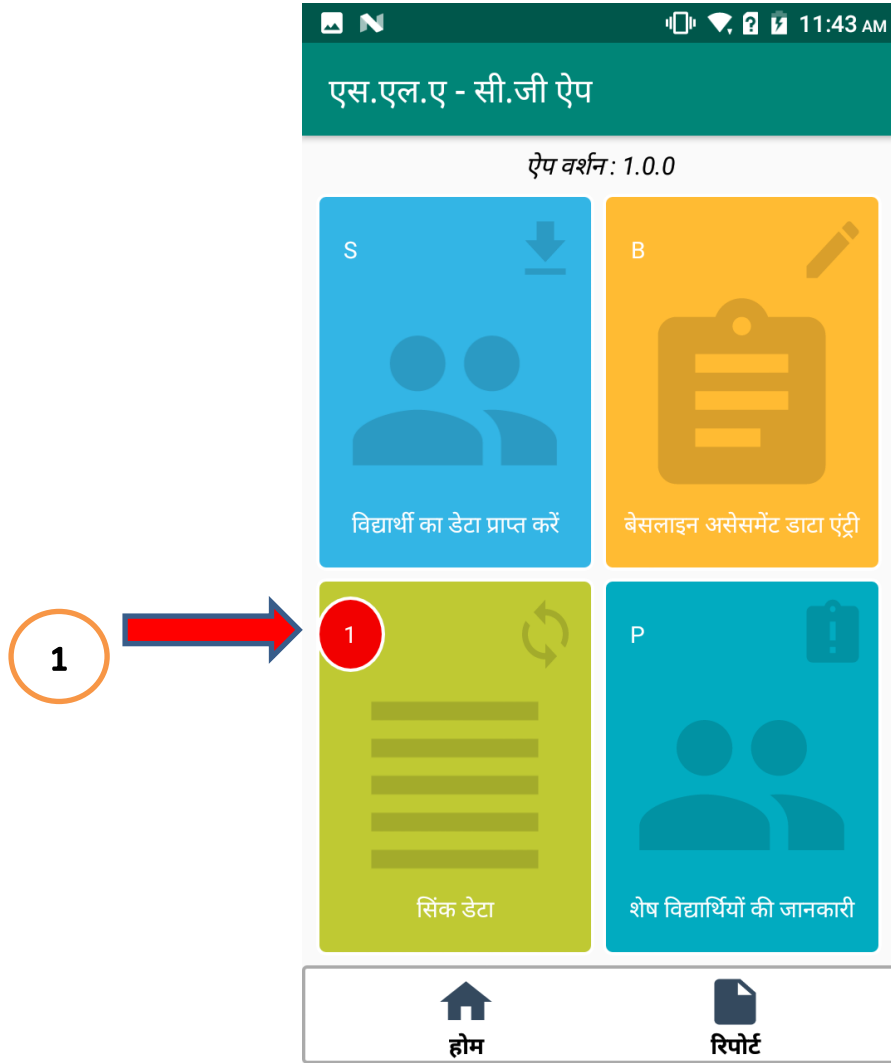 11:43 AM
एस.एल.ए - सी.जी ऐप
ऐप वर्शन : 1.0.0
S
B
विद्यार्थी का डेटा प्राप्त करें
बेसलाइन असेसमेंट डाटा एंट्री
1
1
P
सिंक डेटा
शेष विद्यार्थियों की जानकारी
होम
रिपोर्ट